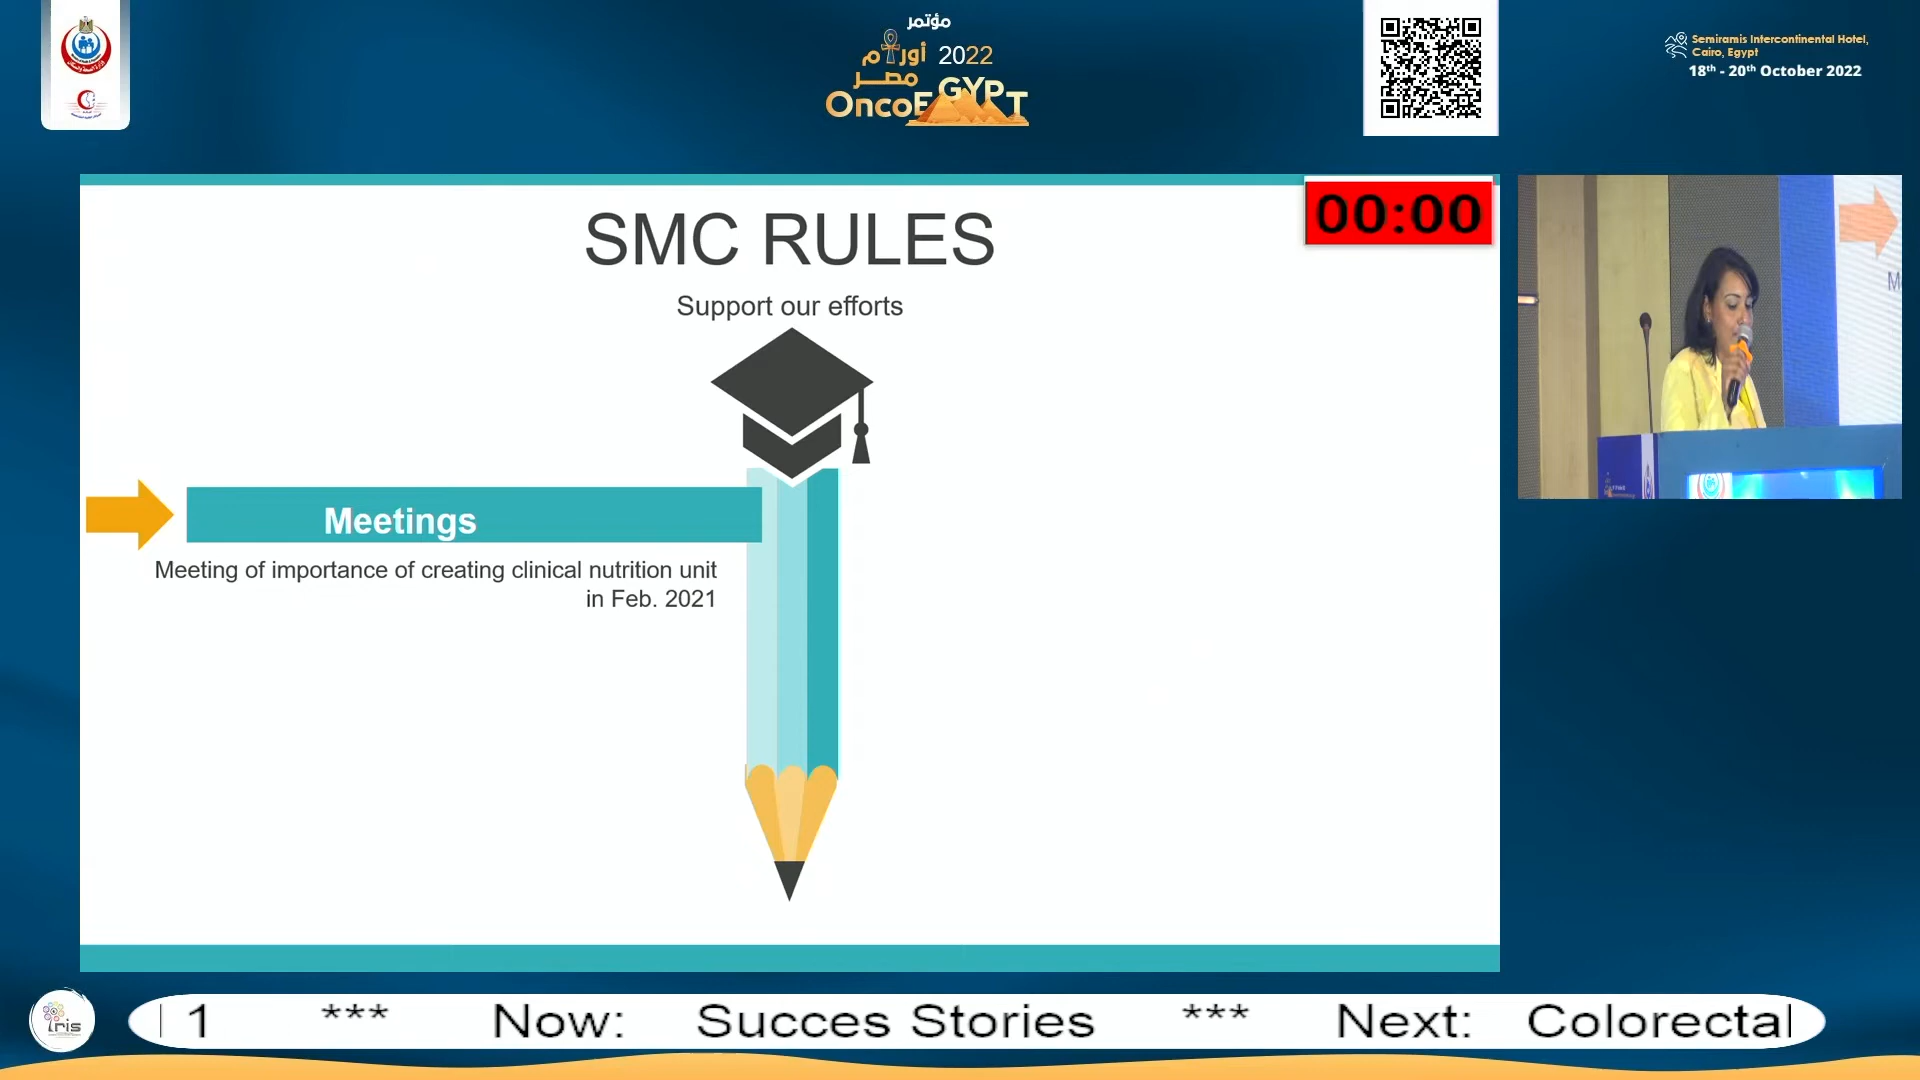 مؤتمر
أورام 2022
مصر
OncoEGYPT
Semiramis Intercontinental Hotel,
Cairo, Egypt
18th - 20th October 2022
SMC RULES
00:00
Support our efforts
Meetings
Meeting of importance of creating clinical nutrition unit
in Feb. 2021
M
iris
1 *** Now: Succes Stories *** Next: Colorectal